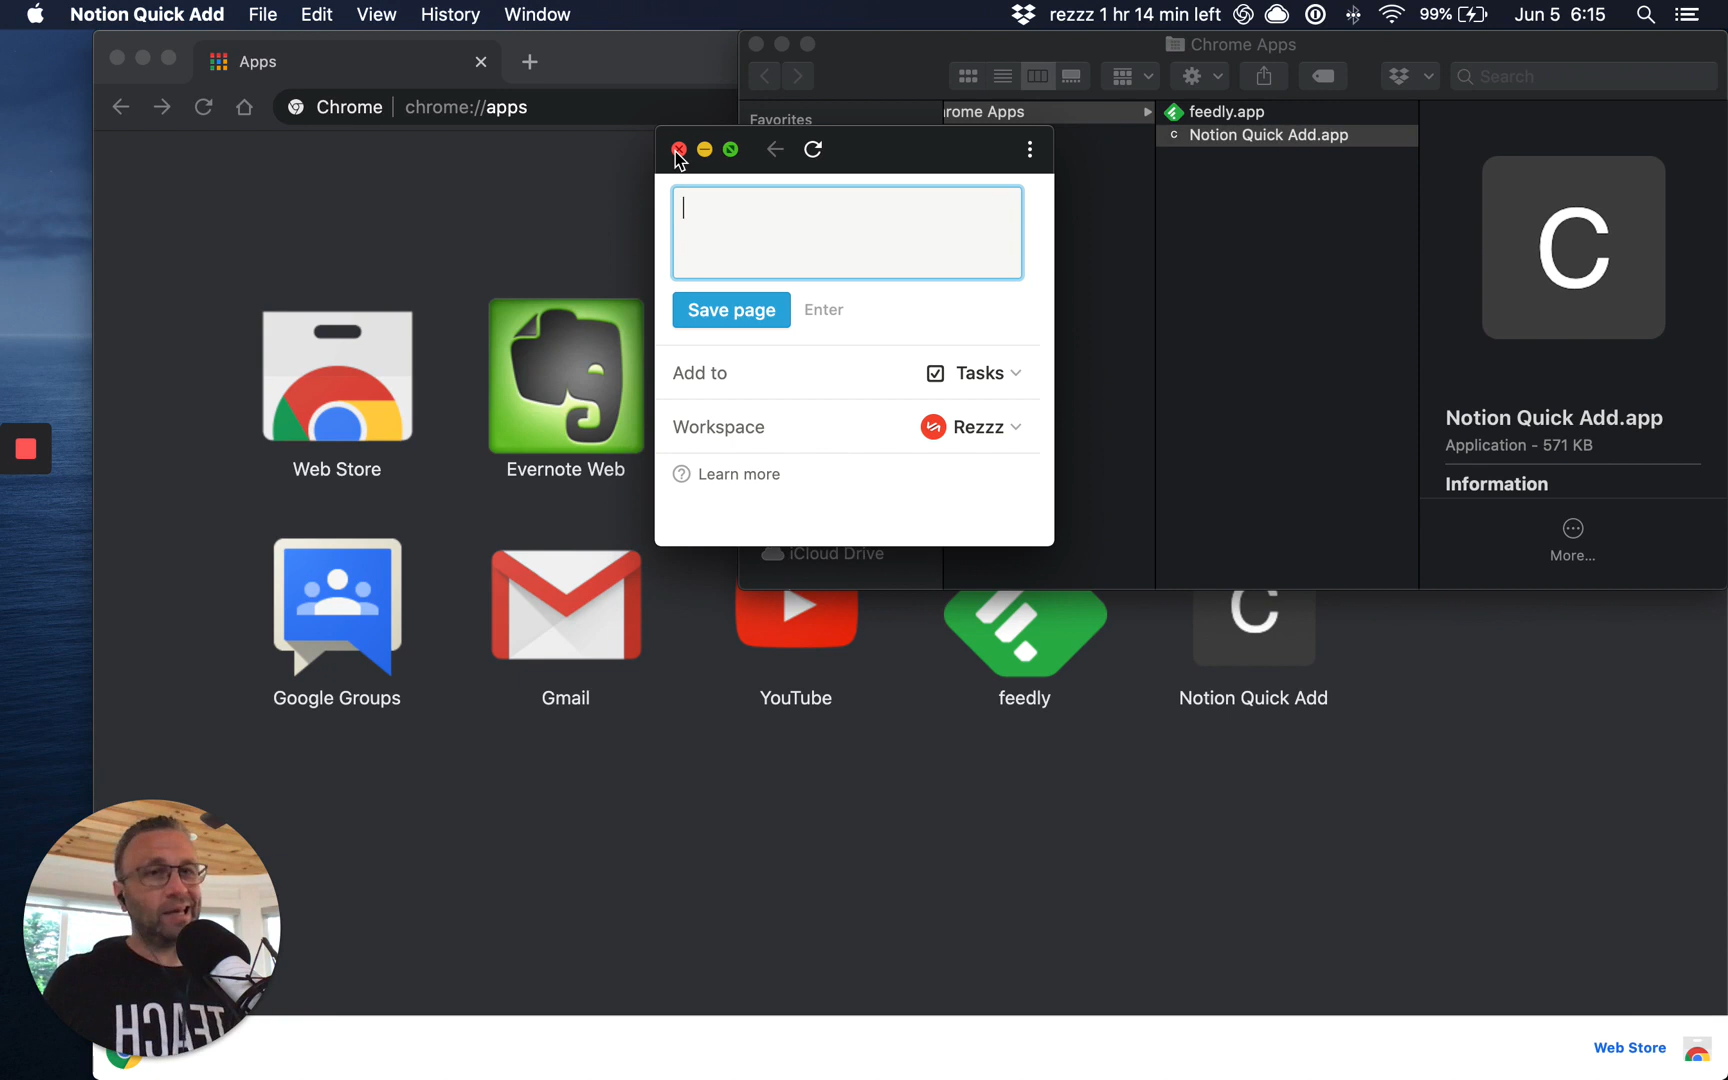 Notion Quick Add File Edit View History Window
rezzz 1 hr 14 min left 99% Jun 5 6:15
Apps
Chrome chrome://apps
Chrome Apps
Search
Favorites
rome Apps
feedly.app
C Notion Quick Add.app
iCloud Drive
C
Notion Quick Add.app
Application - 571 KB
Information
More...
Save page Enter
Add to Tasks
Workspace Rezzz
? Learn more
Web Store
Evernote Web
C
Google Groups
Gmail
YouTube
feedly
Notion Quick Add
TEACH
Web Store